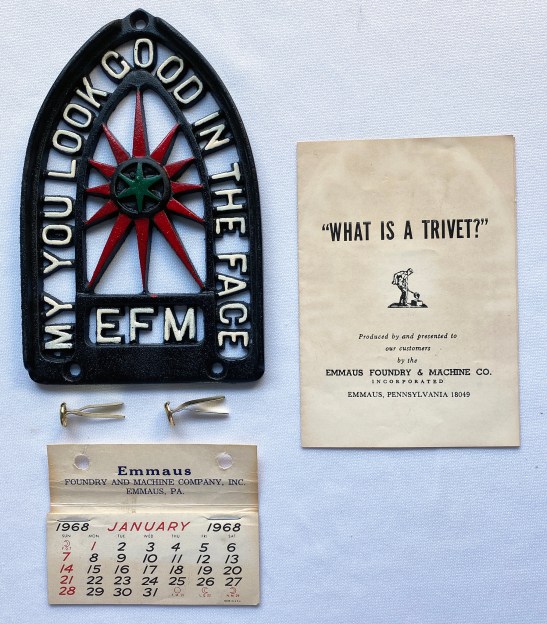 MY YOU LOOK GOOD IN THE FACE
EFM
"WHAT IS A TRIVET?"
Produced by and presented to
our customers
by the
EMMAUS FOUNDRY & MACHINE CO.
INCORPORATED
EMMAUS, PENNSYLVANIA 18049
Emmaus
FOUNDRY AND MACHINE COMPANY, INC.
EMMAUS, PA.
1968 JANUARY 1968
SUN MON TUE WED THU FRI SAT
1 2 3 4 5 6
7 8 9 10 11 12 13
14 15 16 17 18 19 20
21 22 23 24 25 26 27
28 29 30 31